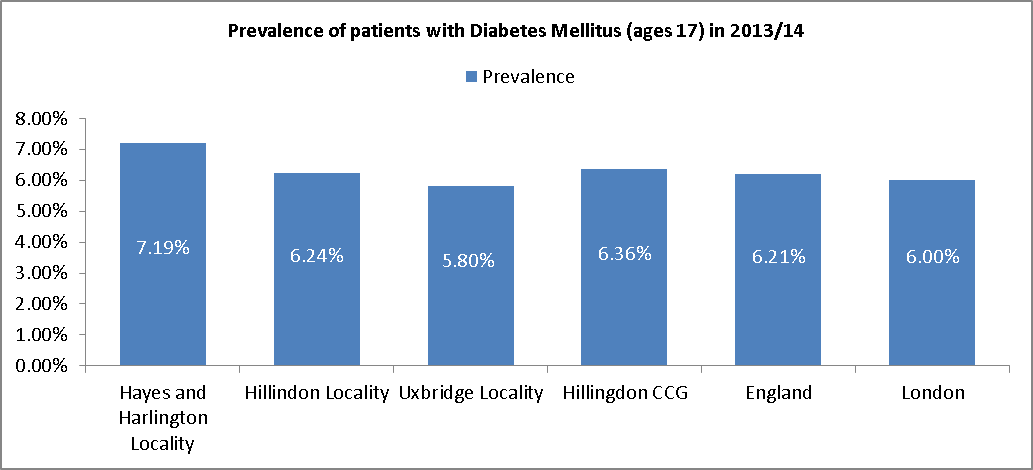 Prevalence of patients with Diabetes Mellitus (ages 17) in 2013/14
Prevalence
8.00%
7.00%
6.00%
5.00%
4.00%
3.00%
2.00%
1.00%
0.00%
7.19%
6.24%
5.80%
6.36%
6.21%
6.00%
Hayes and
Harlington
Locality
Hillindon Locality
Uxbridge Locality
Hillingdon CCG
England
London